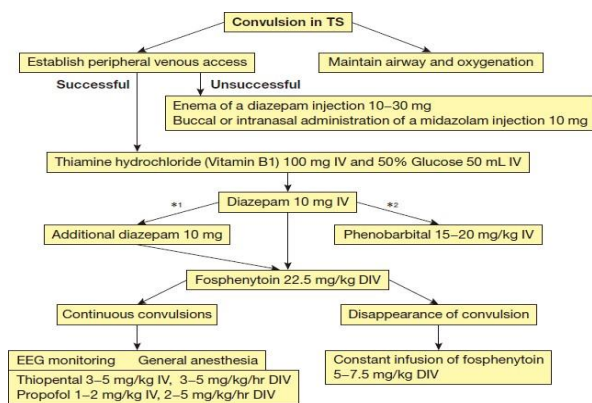 Convulsion in TS
Establish peripheral venous access
Maintain airway and oxygenation
Successful
Unsuccessful
Enema of a diazepam injection 10–30 mg
Buccal or intranasal administration of a midazolam injection 10 mg
Thiamine hydrochloride (Vitamin B1) 100 mg IV and 50% Glucose 50 mL IV
*1
Diazepam 10 mg IV
*2
Additional diazepam 10 mg
Phenobarbital 15–20 mg/kg IV
Fosphenytoin 22.5 mg/kg DIV
Continuous convulsions
Disappearance of convulsion
EEG monitoring General anesthesia
Thiopental 3–5 mg/kg IV, 3–5 mg/kg/hr DIV
Propofol 1–2 mg/kg IV, 2–5 mg/kg/hr DIV
Constant infusion of fosphenytoin
5–7.5 mg/kg DIV